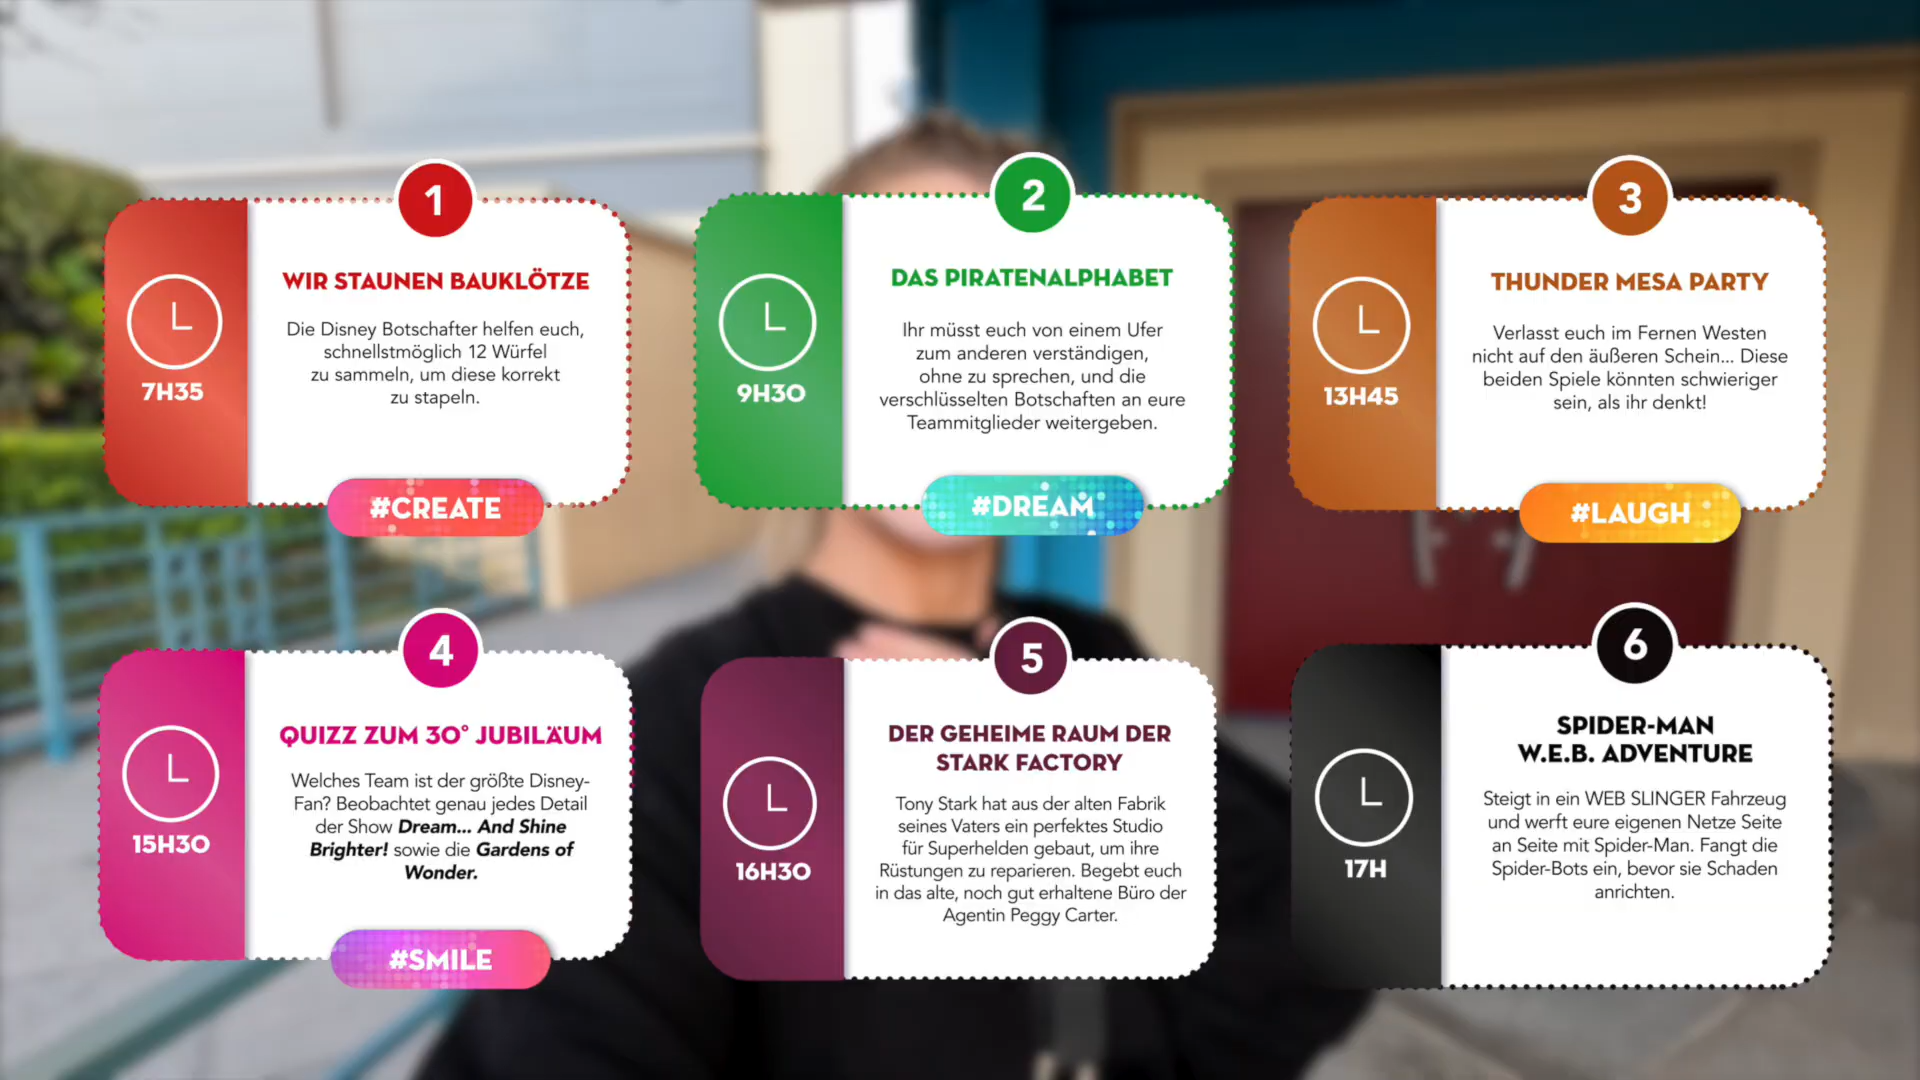 1
WIR STAUNEN BAUKLÖTZE
Die Disney Botschafter helfen euch,
schnellstmöglich 12 Würfel
zu sammeln, um diese korrekt
zu stapeln.
7H35
#CREATE
2
DAS PIRATENALPHABET
Ihr müsst euch von einem Ufer
zum anderen verständigen,
ohne zu sprechen, und die
verschlüsselten Botschaften an eure
Teammitglieder weitergeben.
9H30
#DREAM
3
THUNDER MESA PARTY
Verlasst euch im Fernen Westen
nicht auf den äußeren Schein... Diese
beiden Spiele könnten schwieriger
sein, als ihr denkt!
13H45
#LAUGH
4
QUIZZ ZUM 30° JUBILÄUM
Welches Team ist der größte Disney-
Fan? Beobachtet genau jedes Detail
der Show Dream... And Shine
Brighter! sowie die Gardens of
Wonder.
15H30
#SMILE
5
DER GEHEIME RAUM DER
STARK FACTORY
Tony Stark hat aus der alten Fabrik
seines Vaters ein perfektes Studio
für Superhelden gebaut, um ihre
Rüstungen zu reparieren. Begebt euch
in das alte, noch gut erhaltene Büro der
Agentin Peggy Carter.
16H30
6
SPIDER-MAN
W.E.B. ADVENTURE
Steigt in ein WEB SLINGER Fahrzeug
und werft eure eigenen Netze Seite
an Seite mit Spider-Man. Fangt die
Spider-Bots ein, bevor sie Schaden
anrichten.
17H